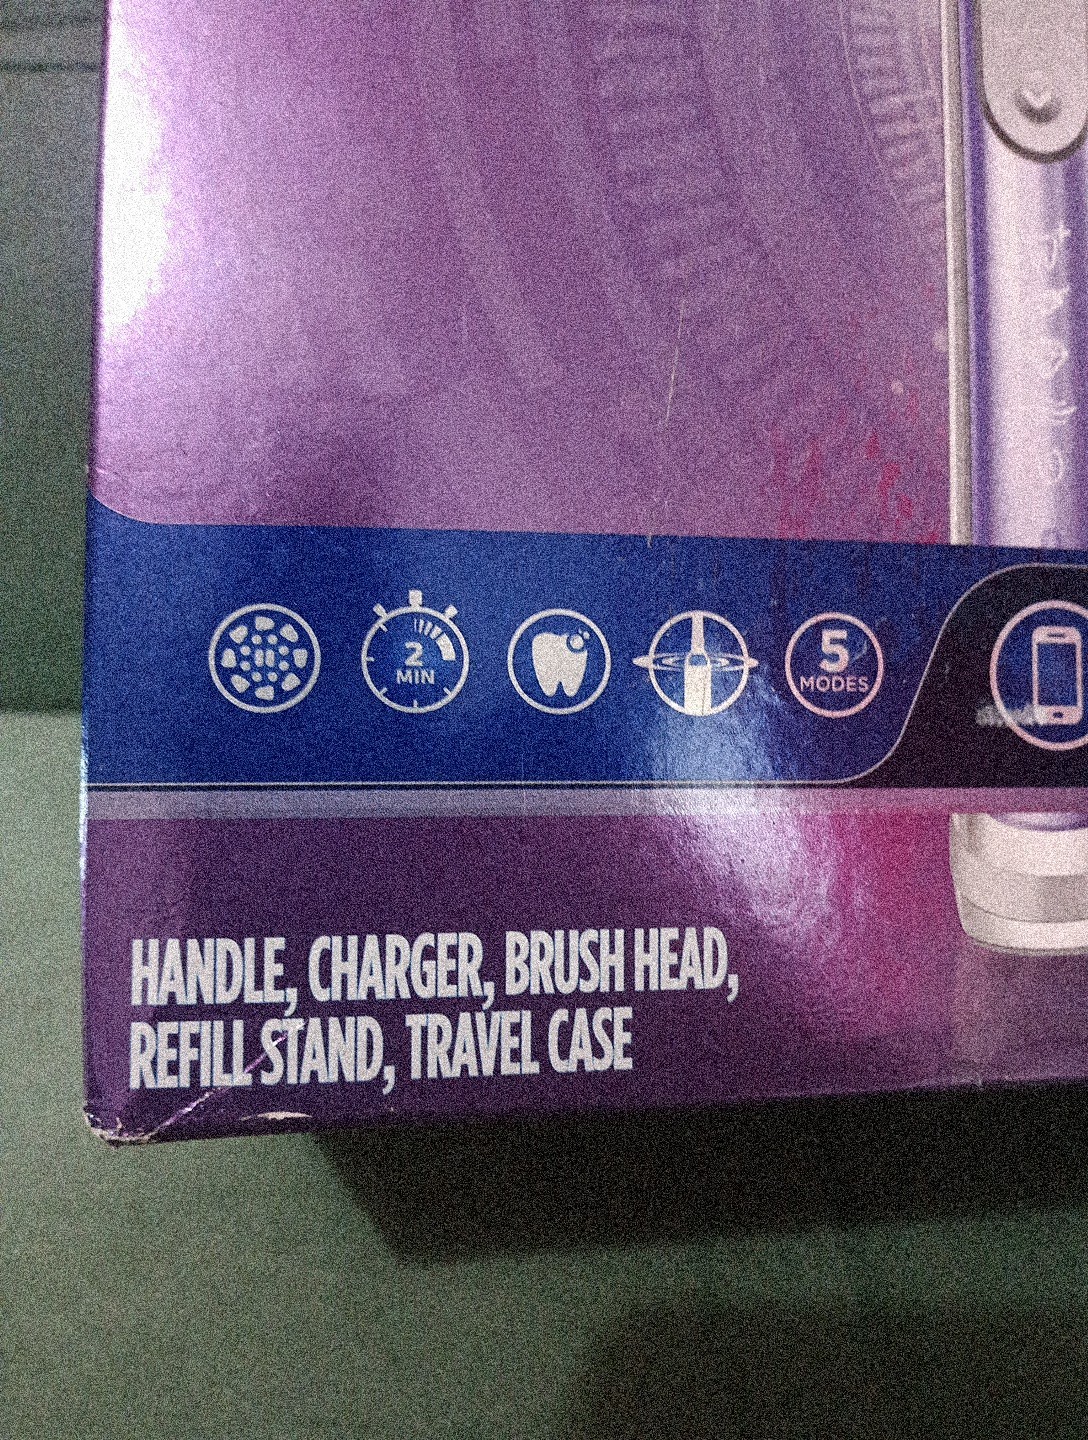 2
MIN
5
MODES
HANDLE, CHARGER, BRUSH HEAD,
REFILL STAND, TRAVEL CASE